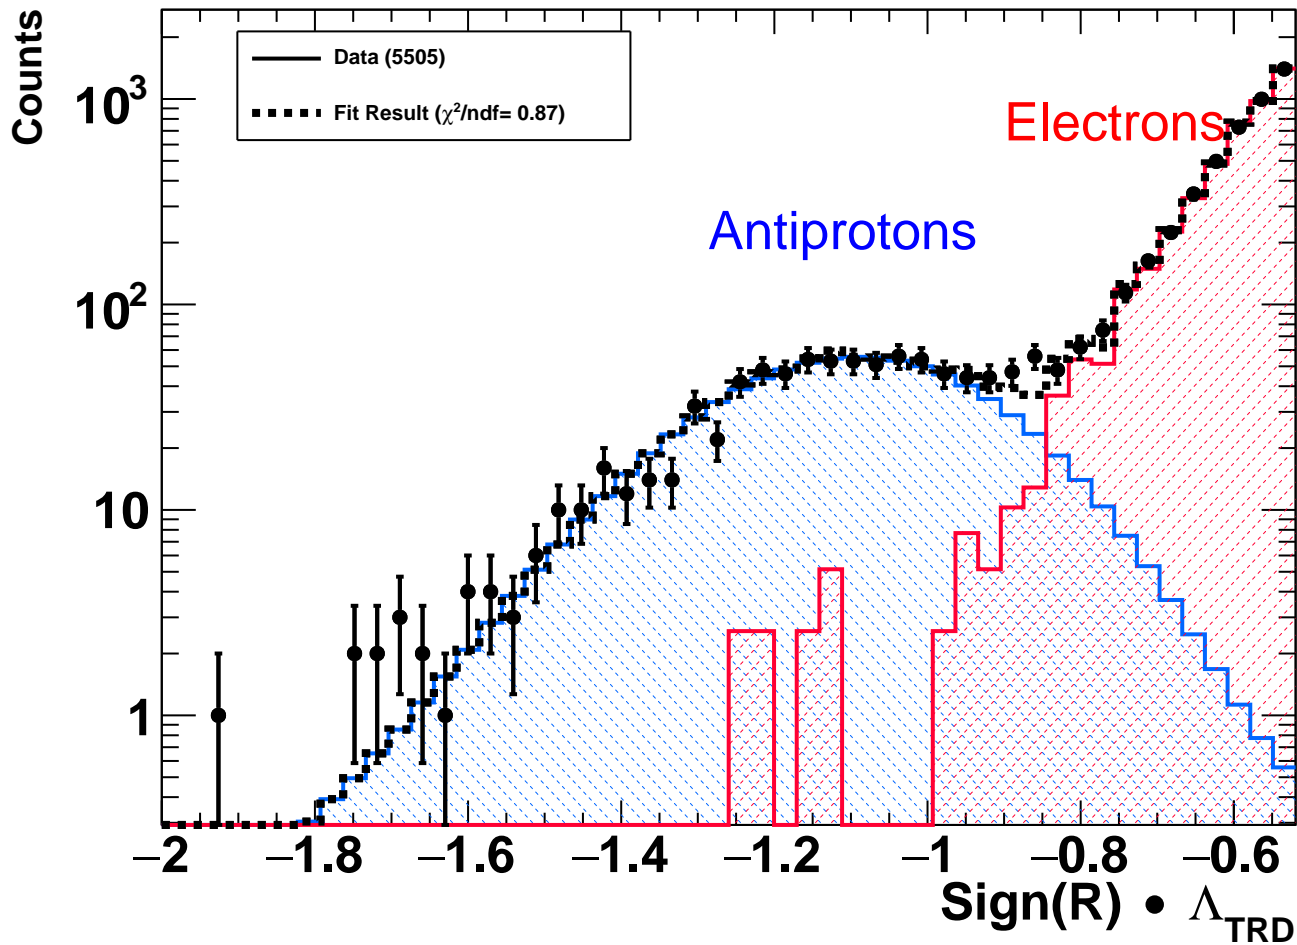 Counts
Data (5505)
Fit Result (χ²/ndf= 0.87)
Electrons
Antiprotons
10³
10²
10
1
−2 −1.8 −1.6 −1.4 −1.2 −1 −0.8 −0.6
Sign(R) • Λ_TRD